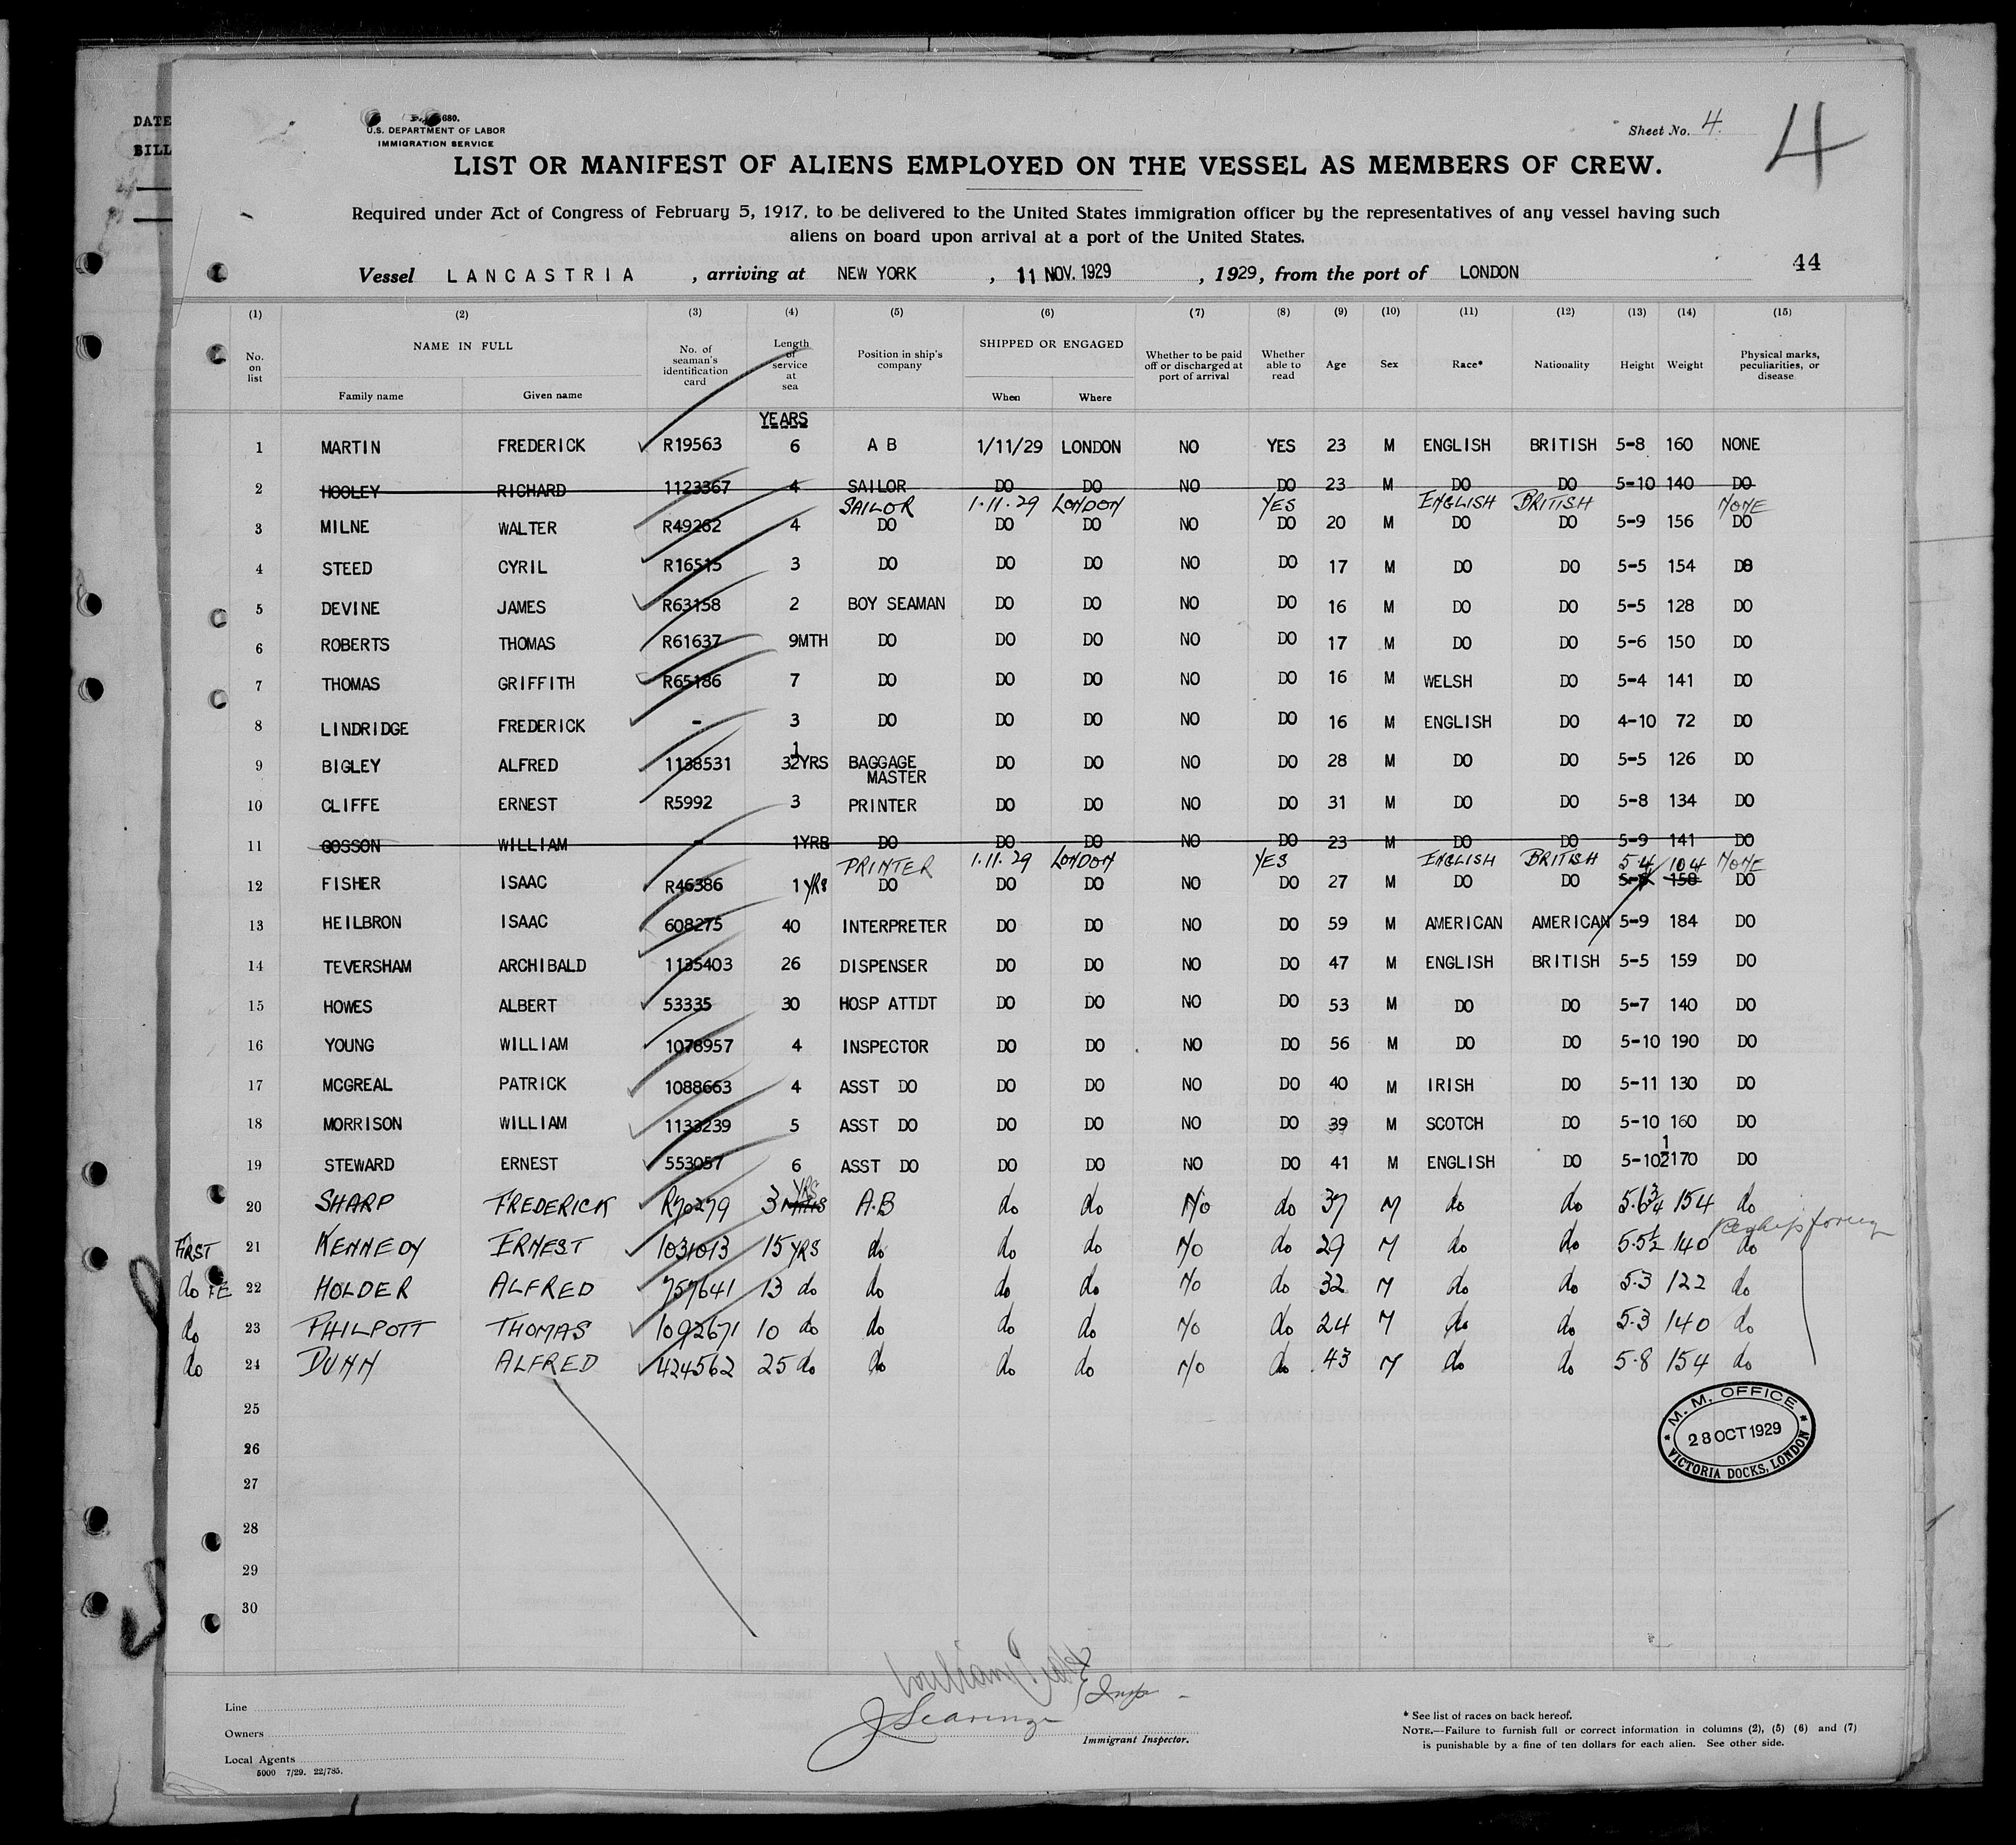 DATE
BILL
680.
U.S. DEPARTMENT OF LABOR
IMMIGRATION SERVICE
Sheet No. 4.
4
LIST OR MANIFEST OF ALIENS EMPLOYED ON THE VESSEL AS MEMBERS OF CREW.
Required under Act of Congress of February 5, 1917, to be delivered to the United States immigration officer by the representatives of any vessel having such
aliens on board upon arrival at a port of the United States.
Vessel LANCASTRIA , arriving at NEW YORK , 11 NOV. 1929 , 1929, from the port of LONDON
44
(1) (2) (3) (4) (5) (6) (7) (8) (9) (10) (11) (12) (13) (14) (15)
No. on list NAME IN FULL Family name Given name No. of seaman's identification card Length of service at sea Position in ship's company SHIPPED OR ENGAGED When Where Whether to be paid off or discharged at port of arrival Whether able to read Age Sex Race* Nationality Height Weight Physical marks, peculiarities, or disease
YEARS
1 MARTIN FREDERICK R19563 6 A B 1/11/29 LONDON NO YES 23 M ENGLISH BRITISH 5-8 160 NONE
2 HOOLEY RICHARD 1123367 4 SAILOR DO DO NO DO 23 M DO DO 5-10 140 DO
SAILOR 1.11.29 LONDON YES ENGLISH BRITISH NONE
3 MILNE WALTER R49262 4 DO DO DO NO DO 20 M DO DO 5-9 156 DO
4 STEED CYRIL R16515 3 DO DO DO NO DO 17 M DO DO 5-5 154 DO
5 DEVINE JAMES R63158 2 BOY SEAMAN DO DO NO DO 16 M DO DO 5-5 128 DO
6 ROBERTS THOMAS R61637 9MTH DO DO DO NO DO 17 M DO DO 5-6 150 DO
7 THOMAS GRIFFITH R65186 7 DO DO DO NO DO 16 M WELSH DO 5-4 141 DO
8 LINDRIDGE FREDERICK - 3 DO DO DO NO DO 16 M ENGLISH DO 4-10 72 DO
9 BIGLEY ALFRED 1138531 3½YRS BAGGAGE MASTER DO DO NO DO 28 M DO DO 5-5 126 DO
10 CLIFFE ERNEST R5992 3 PRINTER DO DO NO DO 31 M DO DO 5-8 134 DO
11 GOSSON WILLIAM - 1YRB DO DO DO NO DO 23 M DO DO 5-9 141 DO
PRINTER 1.11.29 LONDON YES ENGLISH BRITISH 5.4 104 NONE
12 FISHER ISAAC R46386 1 YRS DO DO DO NO DO 27 M DO DO 158 DO
13 HEILBRON ISAAC 608275 40 INTERPRETER DO DO NO DO 59 M AMERICAN AMERICAN 5-9 184 DO
14 TEVERSHAM ARCHIBALD 1135403 26 DISPENSER DO DO NO DO 47 M ENGLISH BRITISH 5-5 159 DO
15 HOWES ALBERT 53335 30 HOSP ATTDT DO DO NO DO 53 M DO DO 5-7 140 DO
16 YOUNG WILLIAM 1078957 4 INSPECTOR DO DO NO DO 56 M DO DO 5-10 190 DO
17 MCGREAL PATRICK 1088663 4 ASST DO DO DO NO DO 40 M IRISH DO 5-11 130 DO
18 MORRISON WILLIAM 1133239 5 ASST DO DO DO NO DO 39 M SCOTCH DO 5-10 160 DO
19 STEWARD ERNEST 553057 6 ASST DO DO DO NO DO 41 M ENGLISH DO 5-10½ 170 DO
20 SHARP FREDERICK R70279 3 YRS A.B do do No do 37 M do do 5.6¾ 154 do
FIRST 21 KENNEDY ERNEST 1031013 15 YRS do do do No do 29 M do do 5.5½ 140 do
do 22 HOLDER ALFRED 757641 13 do do do do No do 32 M do do 5.3 122 do
do 23 PHILPOTT THOMAS 1092671 10 do do do do No do 24 M do do 5.3 140 do
do 24 DUNN ALFRED 424562 25 do do do do No do 43 M do do 5.8 154 do
25
26
27
28
29
30
M. M. OFFICE
28 OCT 1929
VICTORIA DOCKS, LONDON
Line
Owners
Local Agents
5000 7/29. 22/785.
Insp
Immigrant Inspector.
* See list of races on back hereof.
NOTE.—Failure to furnish full or correct information in columns (2), (5) (6) and (7)
is punishable by a fine of ten dollars for each alien. See other side.